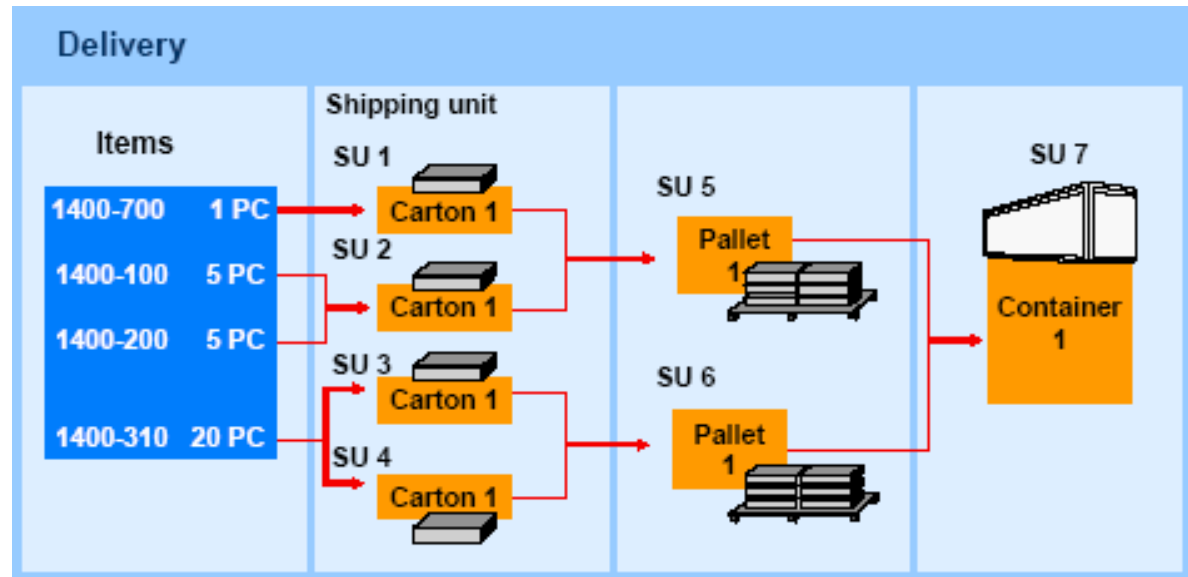 Delivery
Items
1400-700 1 PC
1400-100 5 PC
1400-200 5 PC
1400-310 20 PC
Shipping unit
SU 1
Carton 1
SU 2
Carton 1
SU 3
Carton 1
SU 4
Carton 1
SU 5
Pallet
1
SU 6
Pallet
1
SU 7
Container
1